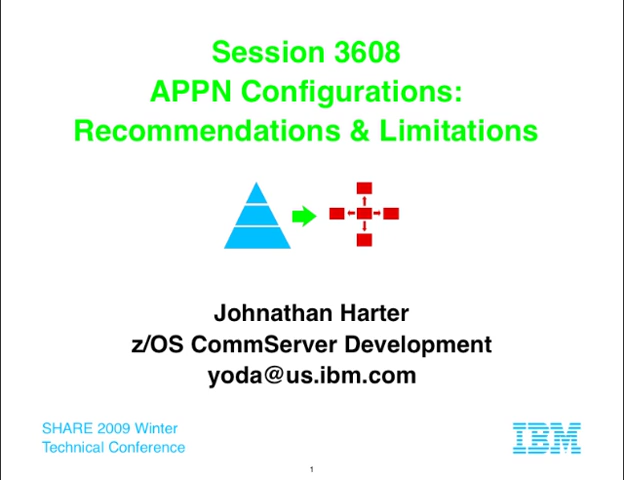 Session 3608
APPN Configurations:
Recommendations & Limitations
Johnathan Harter
z/OS CommServer Development
yoda@us.ibm.com
SHARE 2009 Winter
Technical Conference
IBM
1